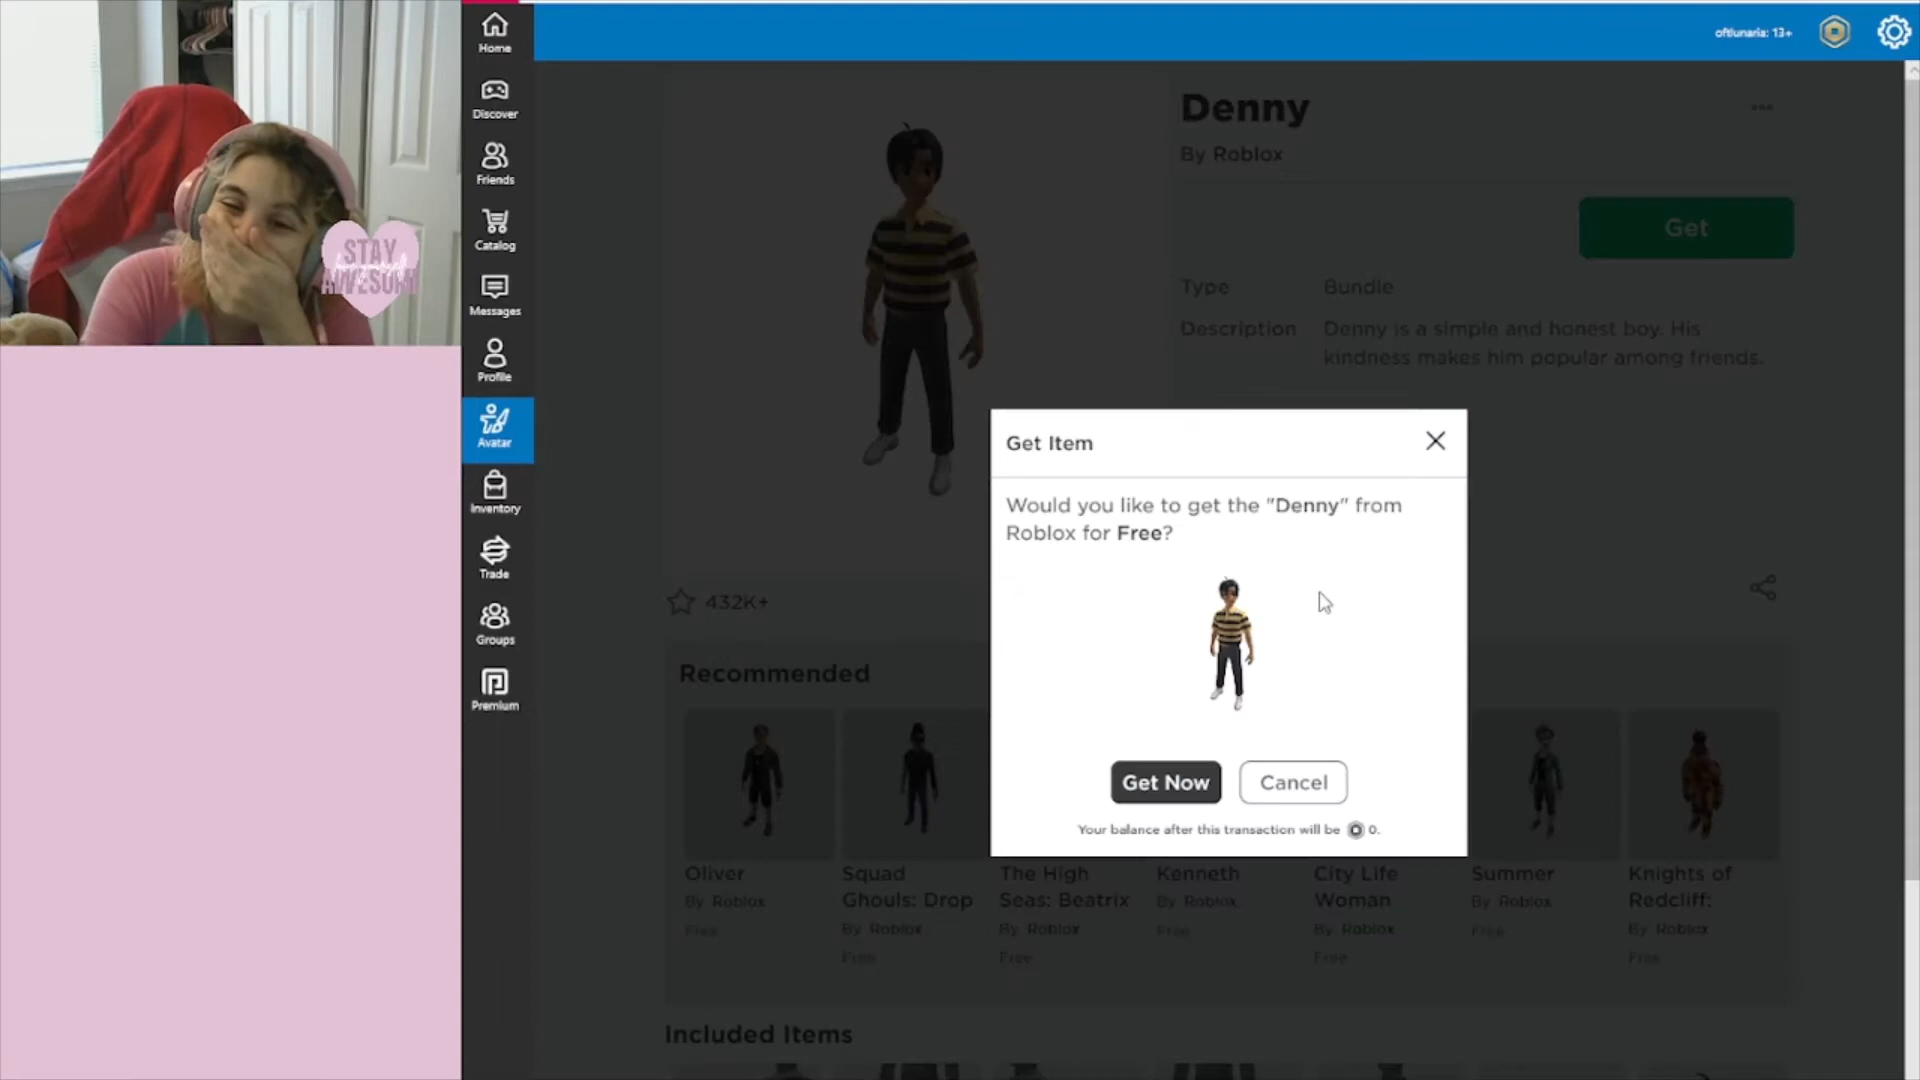 STAY
AWESOME
Home
Discover
Friends
Catalog
Messages
Profile
Avatar
Inventory
Trade
Groups
Premium
oftlunaria: 13+
Denny
By Roblox
Get
Type
Bundle
Description
Denny is a simple and honest boy. His
kindness makes him popular among friends.
Get Item
Would you like to get the "Denny" from
Roblox for Free?
Get Now
Cancel
Your balance after this transaction will be 0.
432K+
Recommended
Oliver
By Roblox
Free
Squad
Ghouls: Drop
By Roblox
Free
The High
Seas: Beatrix
By Roblox
Free
Kenneth
By Roblox
Free
City Life
Woman
By Roblox
Free
Summer
By Roblox
Free
Knights of
Redcliff:
By Roblox
Free
Included Items